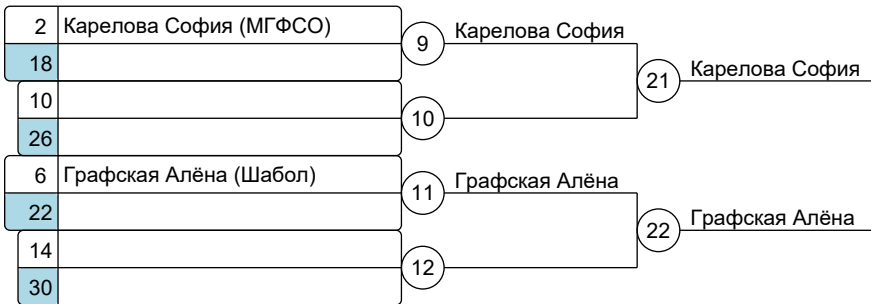 2 Карелова София (МГФСО)
9 Карелова София
18
21 Карелова София
10
10
26
6 Графская Алёна (Шабол)
11 Графская Алёна
22
22 Графская Алёна
14
12
30